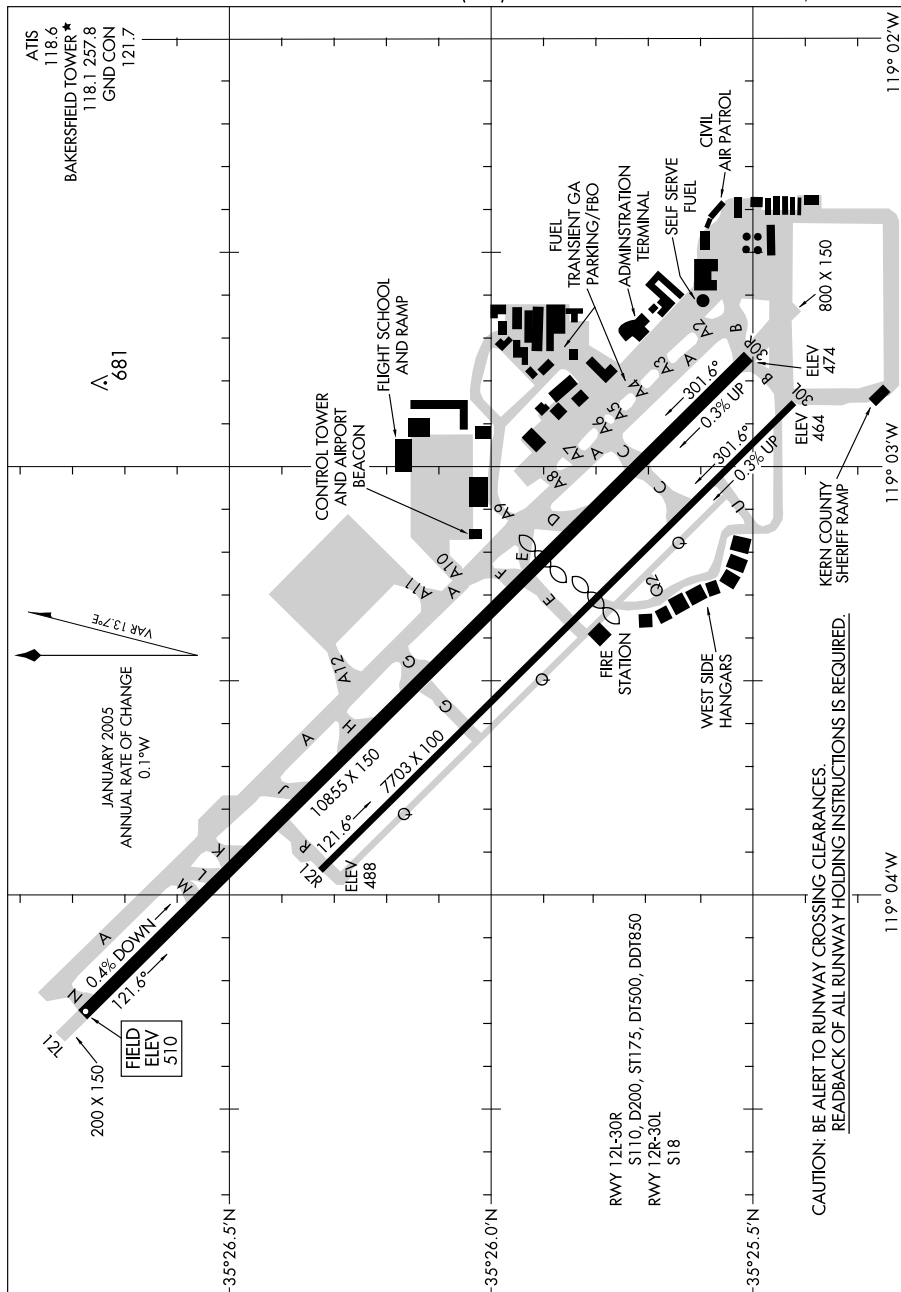 ATIS
118.6
BAKERSFIELD TOWER ★
118.1 257.8
GND CON
121.7
JANUARY 2005
ANNUAL RATE OF CHANGE
0.1°W
VAR 13.7°E
681
FLIGHT SCHOOL
AND RAMP
CONTROL TOWER
AND AIRPORT
BEACON
FUEL
TRANSIENT GA
PARKING/FBO
ADMINSTRATION
TERMINAL
SELF SERVE
FUEL
CIVIL
AIR PATROL
800 X 150
12L
200 X 150
FIELD
ELEV
510
N
A
0.4% DOWN
121.6°
M
L
K
J
A
H
A12
G
G
A11
A10
A
F
E
E
A9
D
A8
A7
A
C
A6
A5
A4
A3
A
A2
B
301.6°
0.3% UP
30R
ELEV
474
B
10855 X 150
R
12R
ELEV
488
121.6°
7703 X 100
Q
Q
Q2
Q
C
U
301.6°
0.3% UP
30L
ELEV
464
FIRE
STATION
WEST SIDE
HANGARS
KERN COUNTY
SHERIFF RAMP
RWY 12L-30R
S110, D200, ST175, DT500, DDT850
RWY 12R-30L
S18
CAUTION: BE ALERT TO RUNWAY CROSSING CLEARANCES.
READBACK OF ALL RUNWAY HOLDING INSTRUCTIONS IS REQUIRED.
35°26.5'N
35°26.0'N
35°25.5'N
119° 04'W
119° 03'W
119° 02'W